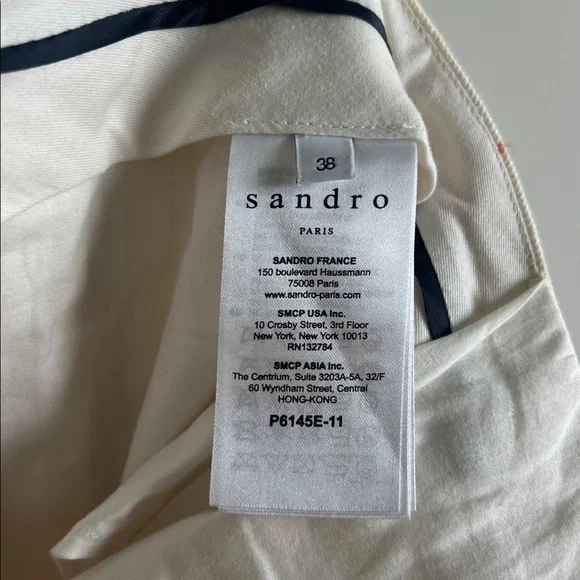 38
sandro
PARIS
SANDRO FRANCE
150 boulevard Haussmann
75008 Paris
www.sandro-paris.com
SMCP USA Inc.
10 Crosby Street, 3rd Floor
New York, New York 10013
RN132784
SMCP ASIA Inc.
The Centrium, Suite 3203A-5A, 32/F
60 Wyndham Street, Central
HONG-KONG
P6145E-11